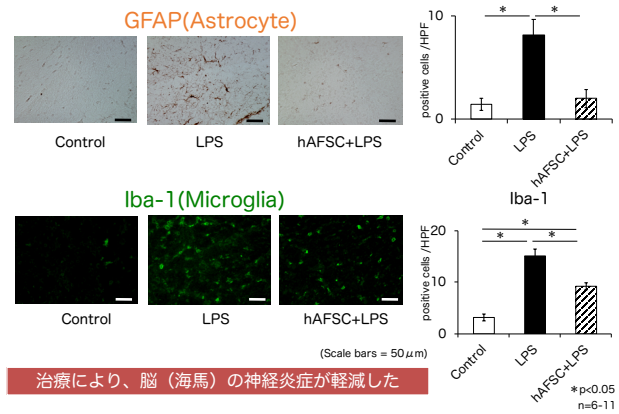 GFAP(Astrocyte)
Control
LPS
hAFSC+LPS
positive cells /HPF
10
5
0
*
*
Control
LPS
hAFSC+LPS
Iba-1(Microglia)
Control
LPS
hAFSC+LPS
(Scale bars = 50μm)
Iba-1
positive cells /HPF
20
10
0
*
*
*
Control
LPS
hAFSC+LPS
治療により、脳（海馬）の神経炎症が軽減した
*p<0.05
n=6-11